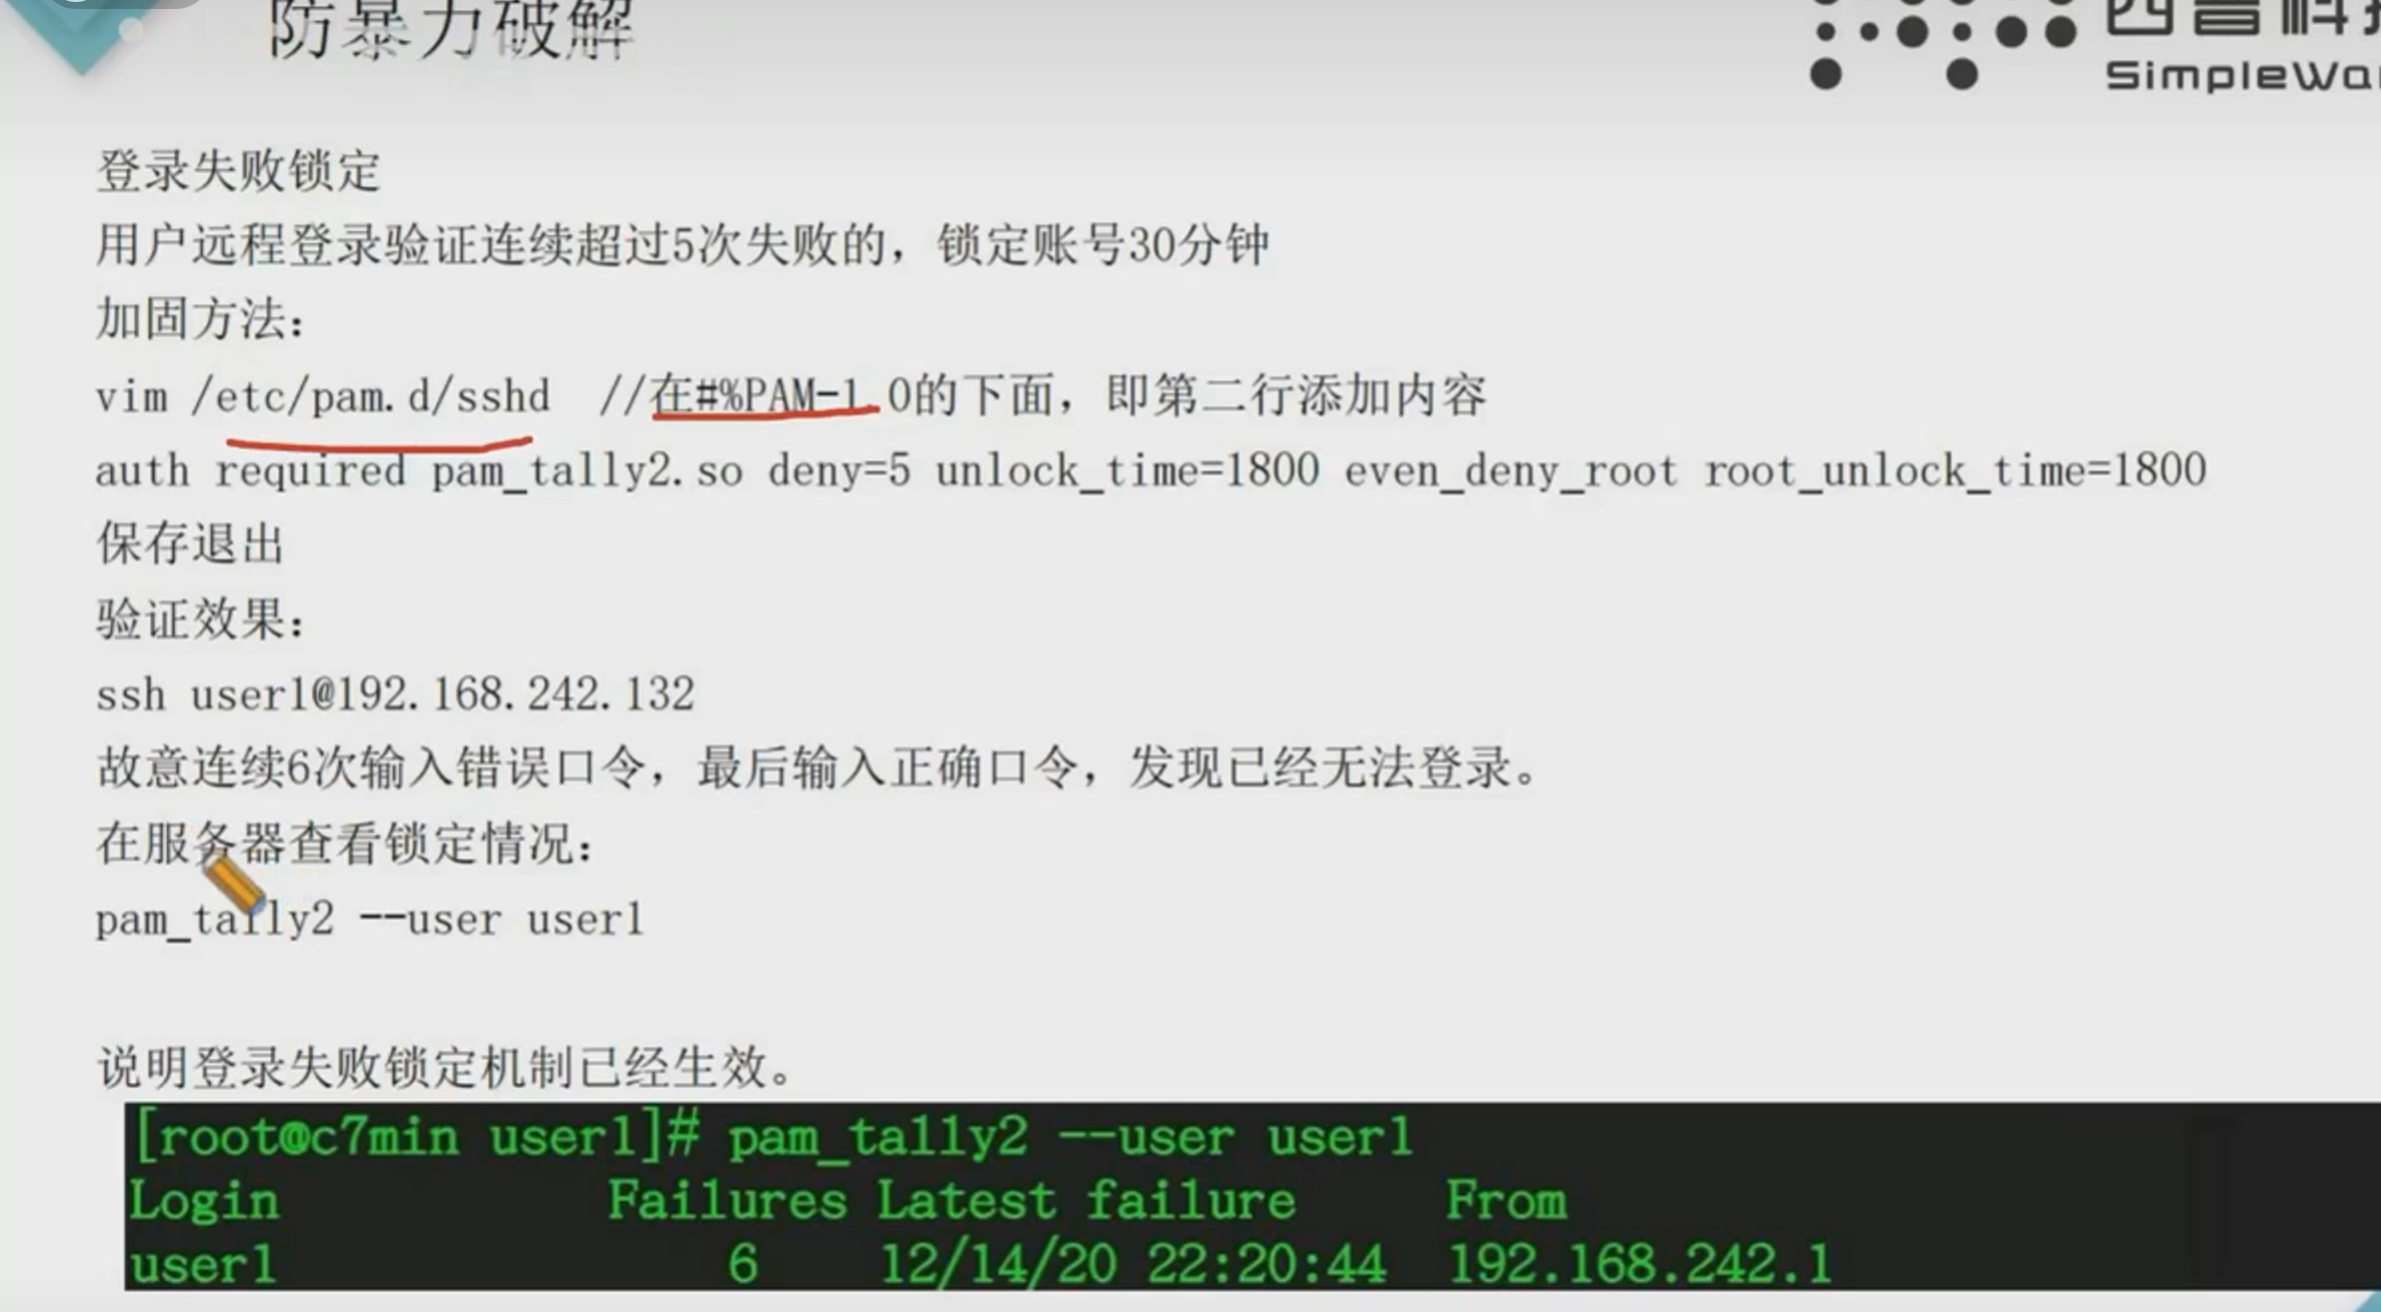 防暴力破解
SimpleWa
登录失败锁定
用户远程登录验证连续超过5次失败的，锁定账号30分钟
加固方法：
vim /etc/pam.d/sshd //在#%PAM-1.0的下面，即第二行添加内容
auth required pam_tally2.so deny=5 unlock_time=1800 even_deny_root root_unlock_time=1800
保存退出
验证效果：
ssh user1@192.168.242.132
故意连续6次输入错误口令，最后输入正确口令，发现已经无法登录。
在服务器查看锁定情况：
pam_tally2 --user user1
说明登录失败锁定机制已经生效。
[root@c7min user1]# pam_tally2 --user user1
Login Failures Latest failure From
user1 6 12/14/20 22:20:44 192.168.242.1